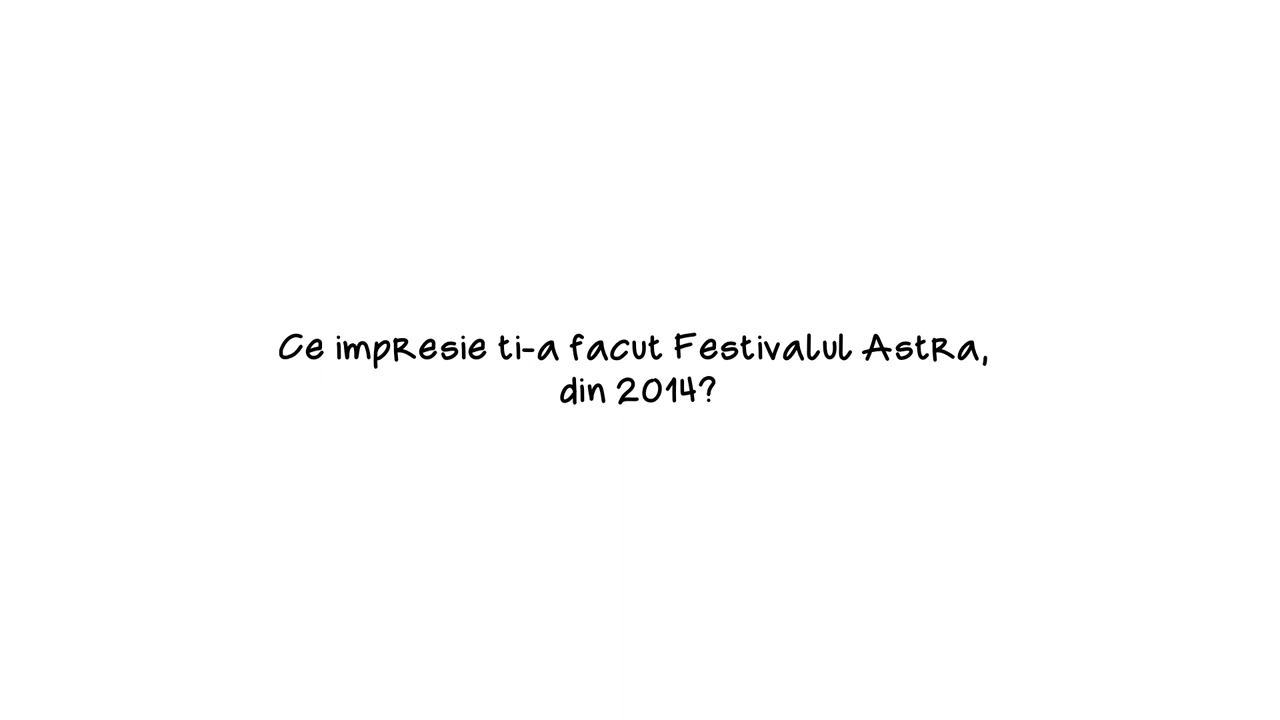 Ce impresie ti-a facut Festivalul Astra,
din 2014?